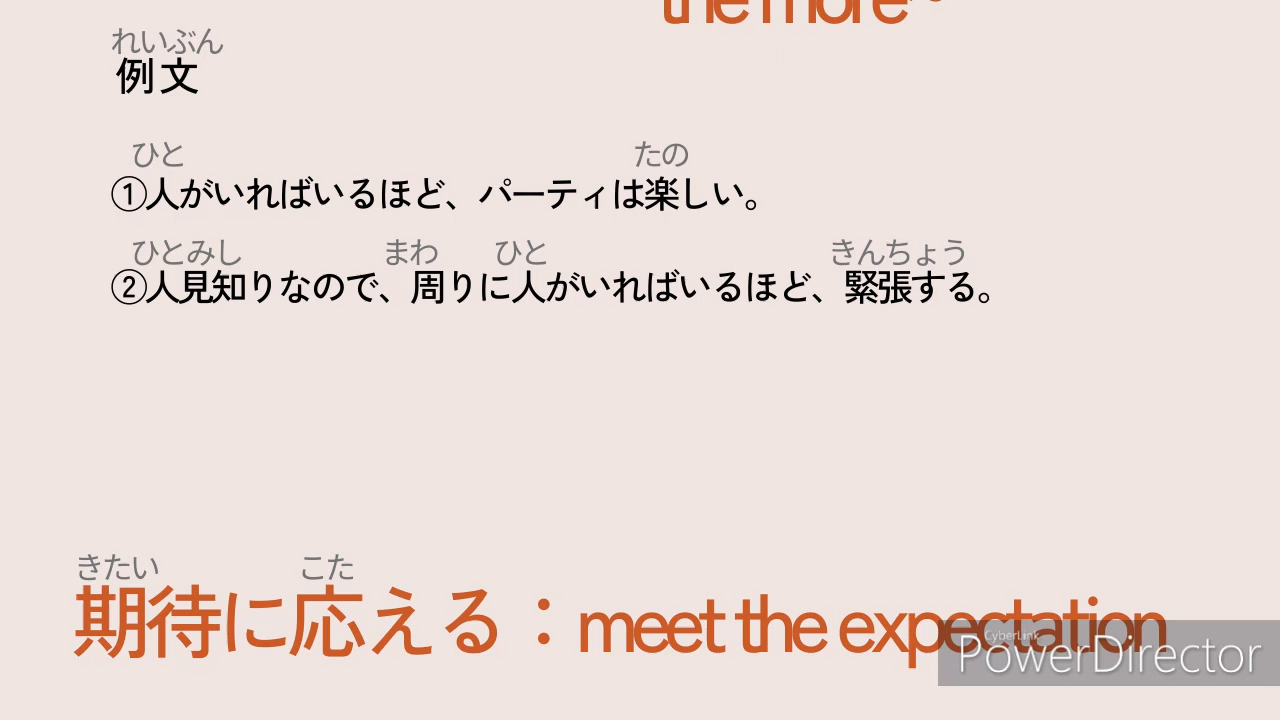 the more~
れいぶん
例文
ひと たの
①人がいればいるほど、パーティは楽しい。
ひとみし まわ ひと きんちょう
②人見知りなので、周りに人がいればいるほど、緊張する。
きたい こた
期待に応える：meet the expectation
CyberLink
PowerDirector